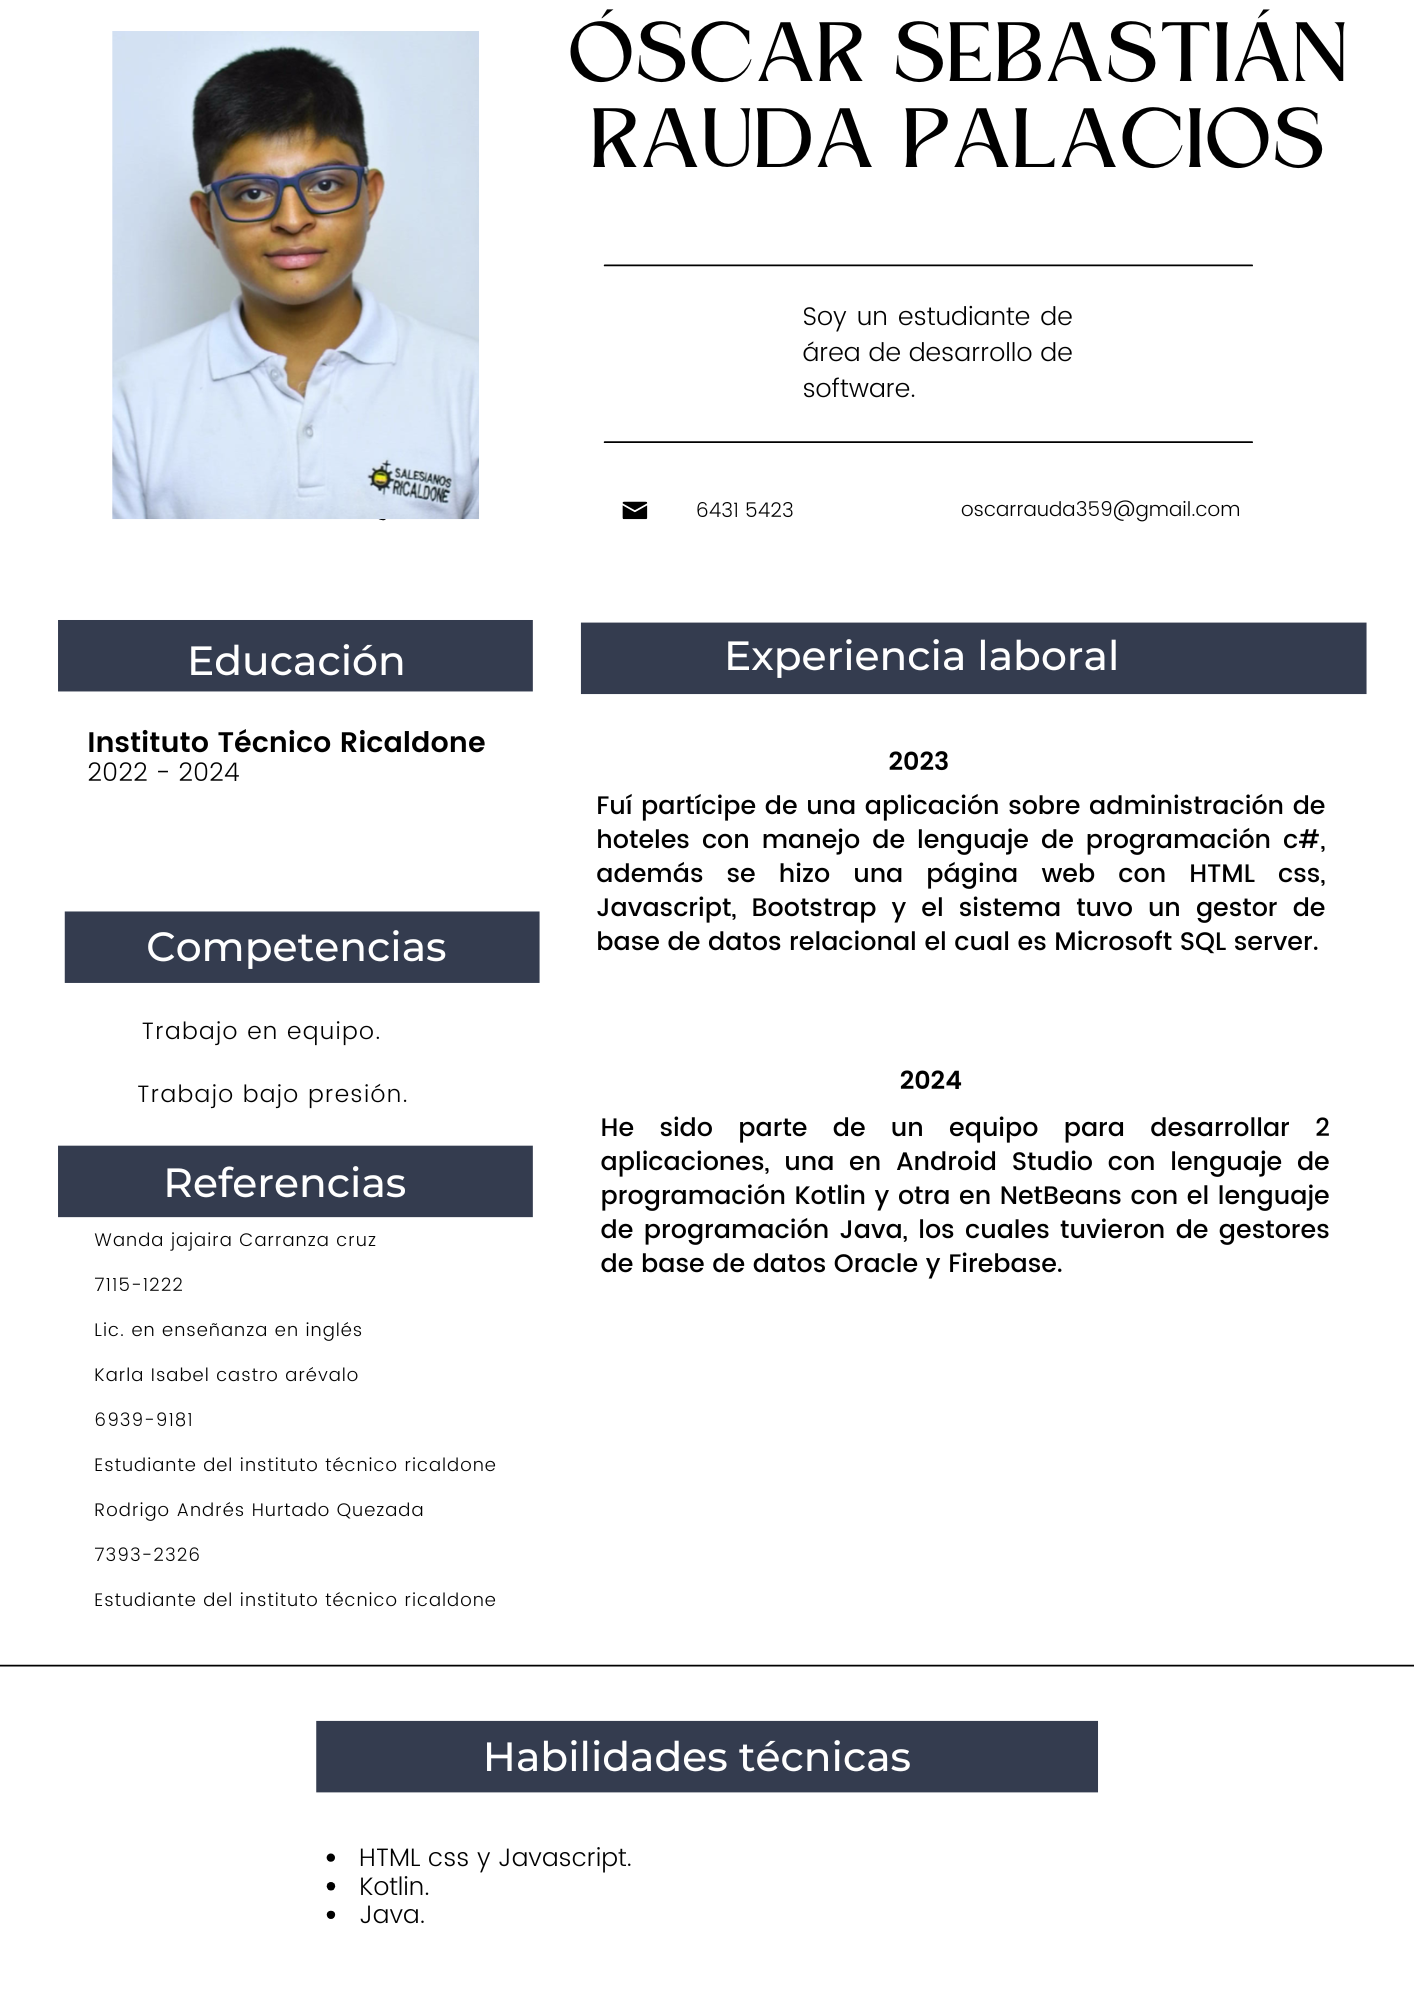 ÓSCAR SEBASTIÁN
RAUDA PALACIOS
SALESIANOS
RICALDONE
Soy un estudiante de
área de desarrollo de
software.
6431 5423
oscarrauda359@gmail.com
Educación
Instituto Técnico Ricaldone
2022 - 2024
Competencias
Trabajo en equipo.
Trabajo bajo presión.
Referencias
Wanda jajaira Carranza cruz
7115-1222
Lic. en enseñanza en inglés
Karla Isabel castro arévalo
6939-9181
Estudiante del instituto técnico ricaldone
Rodrigo Andrés Hurtado Quezada
7393-2326
Estudiante del instituto técnico ricaldone
Experiencia laboral
2023
Fuí partícipe de una aplicación sobre administración de
hoteles con manejo de lenguaje de programación c#,
además se hizo una página web con HTML css,
Javascript, Bootstrap y el sistema tuvo un gestor de
base de datos relacional el cual es Microsoft SQL server.
2024
He sido parte de un equipo para desarrollar 2
aplicaciones, una en Android Studio con lenguaje de
programación Kotlin y otra en NetBeans con el lenguaje
de programación Java, los cuales tuvieron de gestores
de base de datos Oracle y Firebase.
Habilidades técnicas
• HTML css y Javascript.
• Kotlin.
• Java.